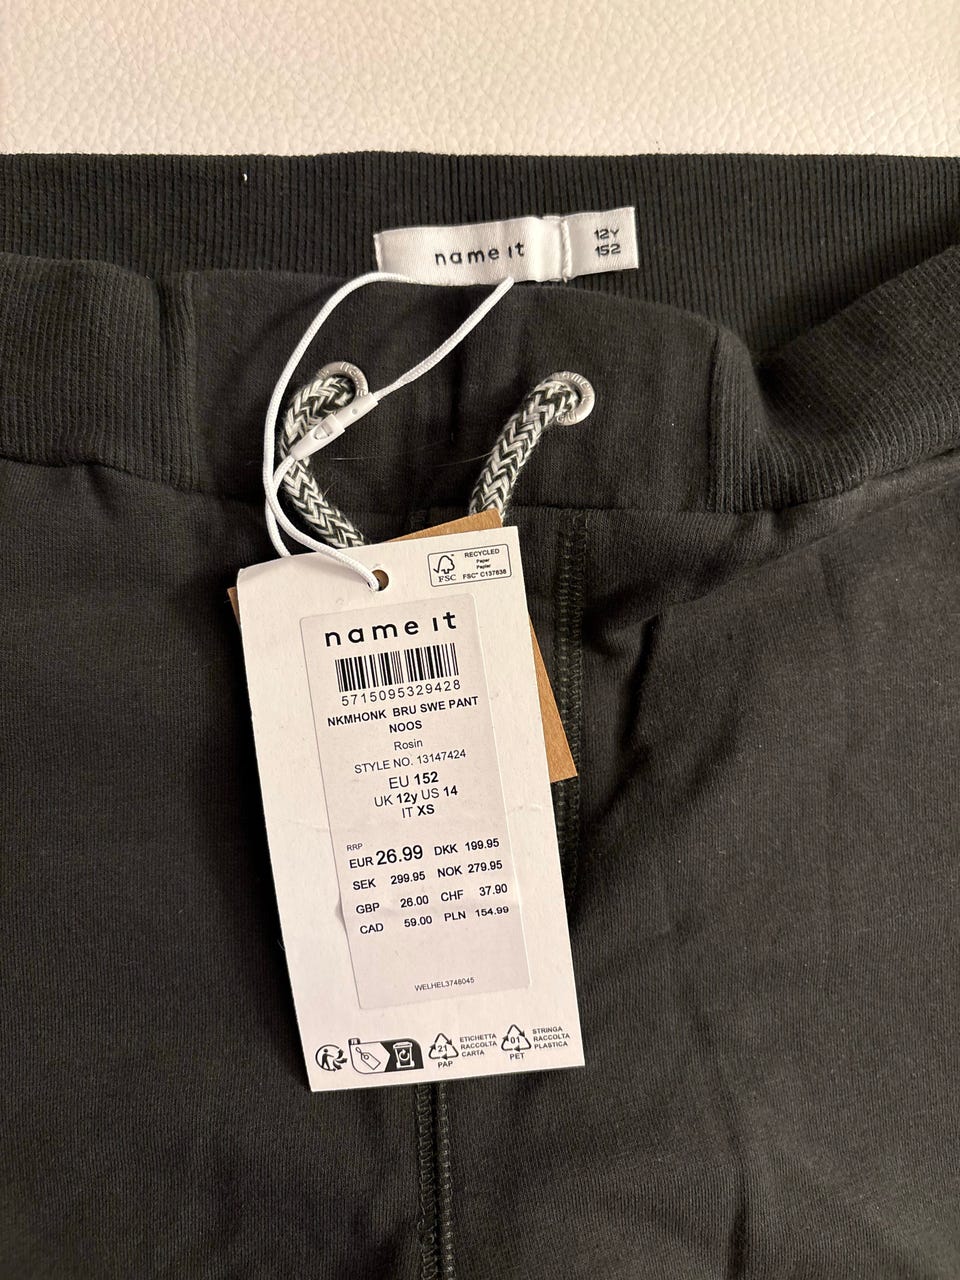 name it
12Y
152
FSC
RECYCLED
Paper
Papier
FSC™ C137838
name it
5715095329428
NKMHONK BRU SWE PANT
NOOS
Rosin
STYLE NO. 13147424
EU 152
UK 12y US 14
IT XS
RRP
EUR 26.99 DKK 199.95
SEK 299.95 NOK 279.95
GBP 26.00 CHF 37.90
CAD 59.00 PLN 154.99
WELHEL3748045
FR
21
PAP
ETICHETTA
RACCOLTA
CARTA
01
PET
STRINGA
RACCOLTA
PLASTICA